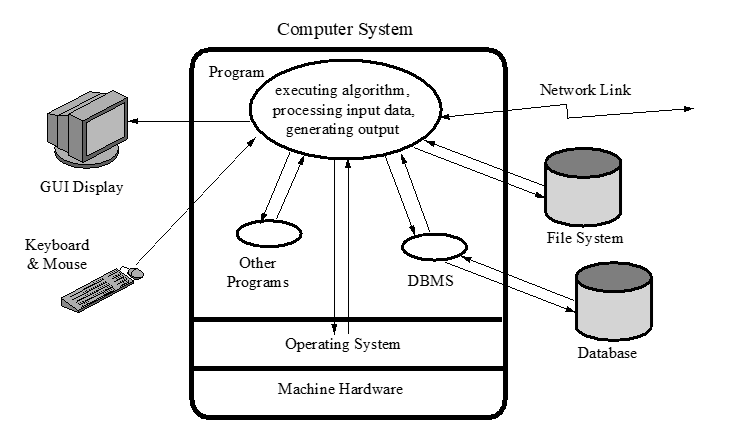 Computer System
Program
executing algorithm,
processing input data,
generating output
Network Link
GUI Display
File System
Keyboard
& Mouse
Other
Programs
DBMS
Operating System
Database
Machine Hardware